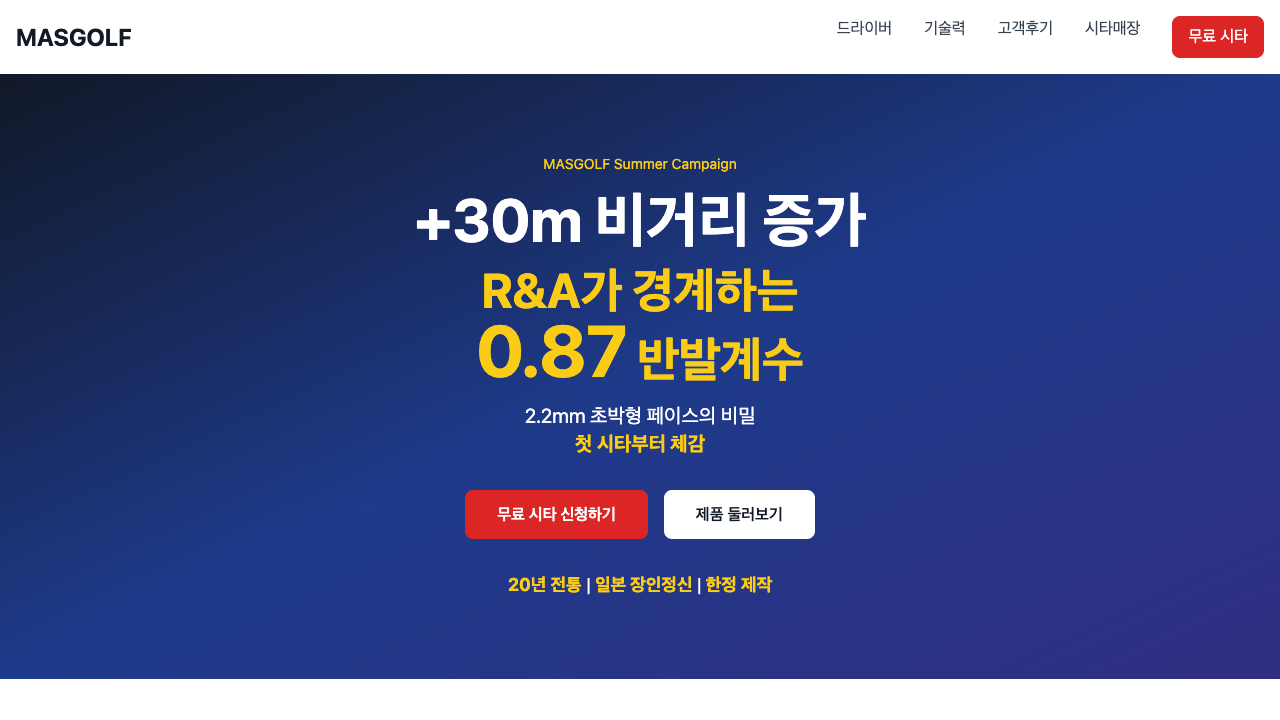 MASGOLF
드라이버
기술력
고객후기
시타매장
무료 시타
MASGOLF Summer Campaign
+30m 비거리 증가
R&A가 경계하는
0.87 반발계수
2.2mm 초박형 페이스의 비밀
첫 시타부터 체감
무료 시타 신청하기
제품 둘러보기
20년 전통 | 일본 장인정신 | 한정 제작